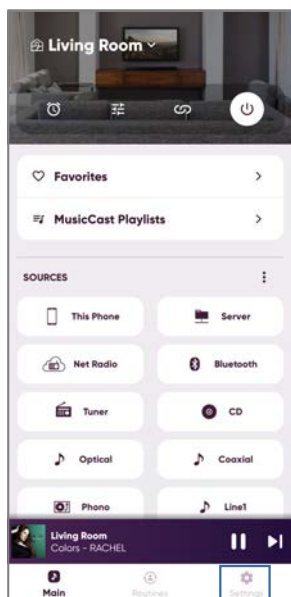 Living Room
Favorites
MusicCast Playlists
SOURCES
This Phone
Server
Net Radio
Bluetooth
Tuner
CD
Optical
Coaxial
Phono
Line1
Living Room
Colors - RACHEL
Main
Routines
Settings